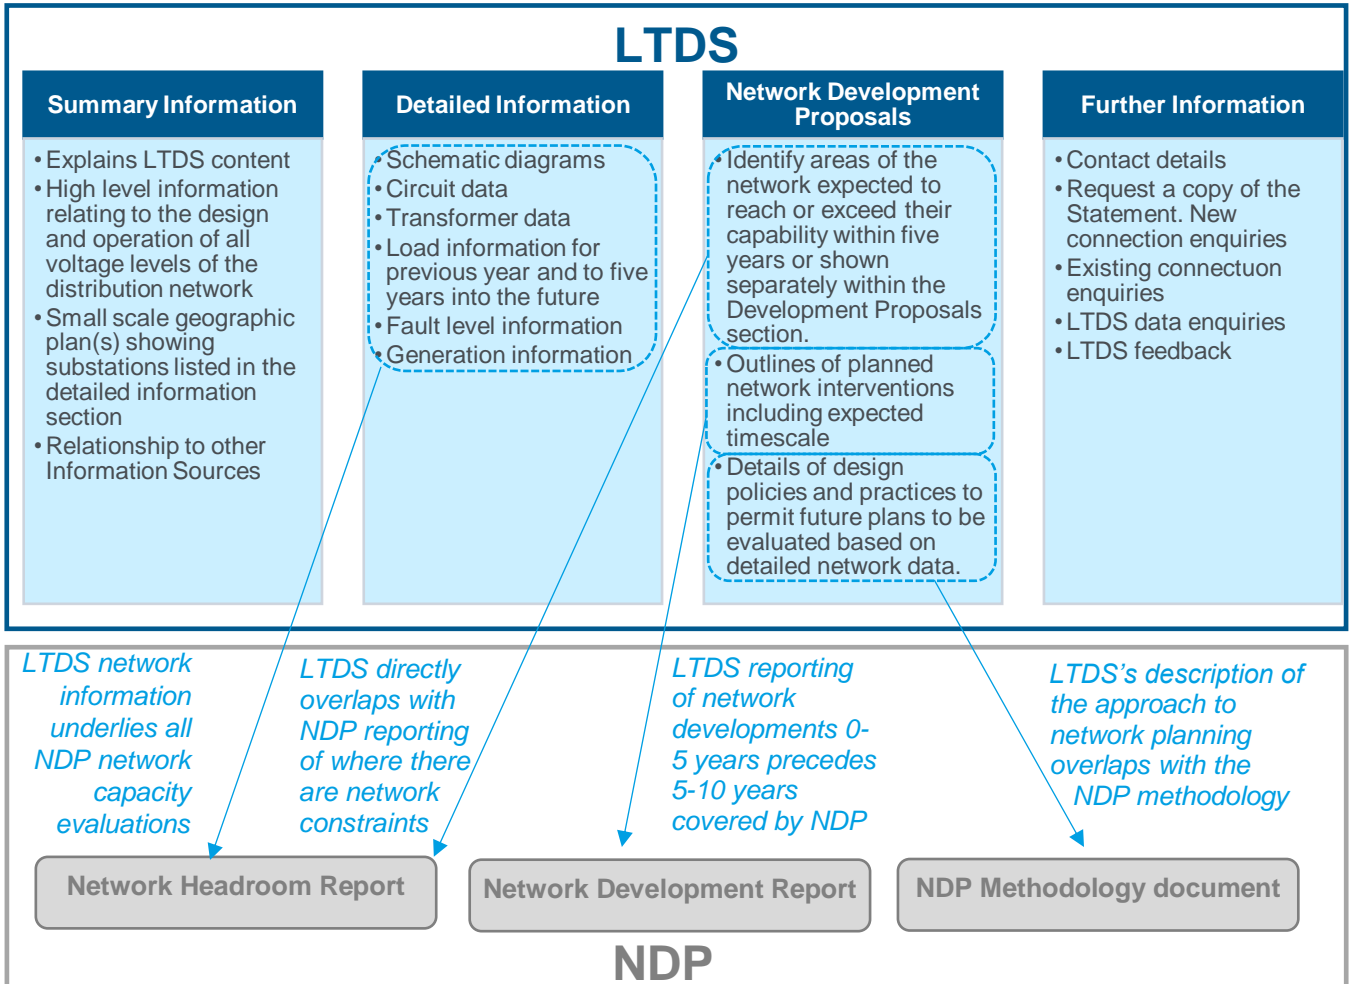 LTDS
Summary Information
• Explains LTDS content
• High level information
relating to the design
and operation of all
voltage levels of the
distribution network
• Small scale geographic
plan(s) showing
substations listed in the
detailed information
section
• Relationship to other
Information Sources
Detailed Information
• Schematic diagrams
• Circuit data
• Transformer data
• Load information for
previous year and to five
years into the future
• Fault level information
• Generation information
Network Development
Proposals
• Identify areas of the
network expected to
reach or exceed their
capability within five
years or shown
separately within the
Development Proposals
section.
• Outlines of planned
network interventions
including expected
timescale
• Details of design
policies and practices to
permit future plans to be
evaluated based on
detailed network data.
Further Information
• Contact details
• Request a copy of the
Statement. New
connection enquiries
• Existing connectuon
enquiries
• LTDS data enquiries
• LTDS feedback
LTDS network
information
underlies all
NDP network
capacity
evaluations
LTDS directly
overlaps with
NDP reporting
of where there
are network
constraints
LTDS reporting
of network
developments 0-
5 years precedes
5-10 years
covered by NDP
LTDS's description of
the approach to
network planning
overlaps with the
NDP methodology
Network Headroom Report
Network Development Report
NDP Methodology document
NDP